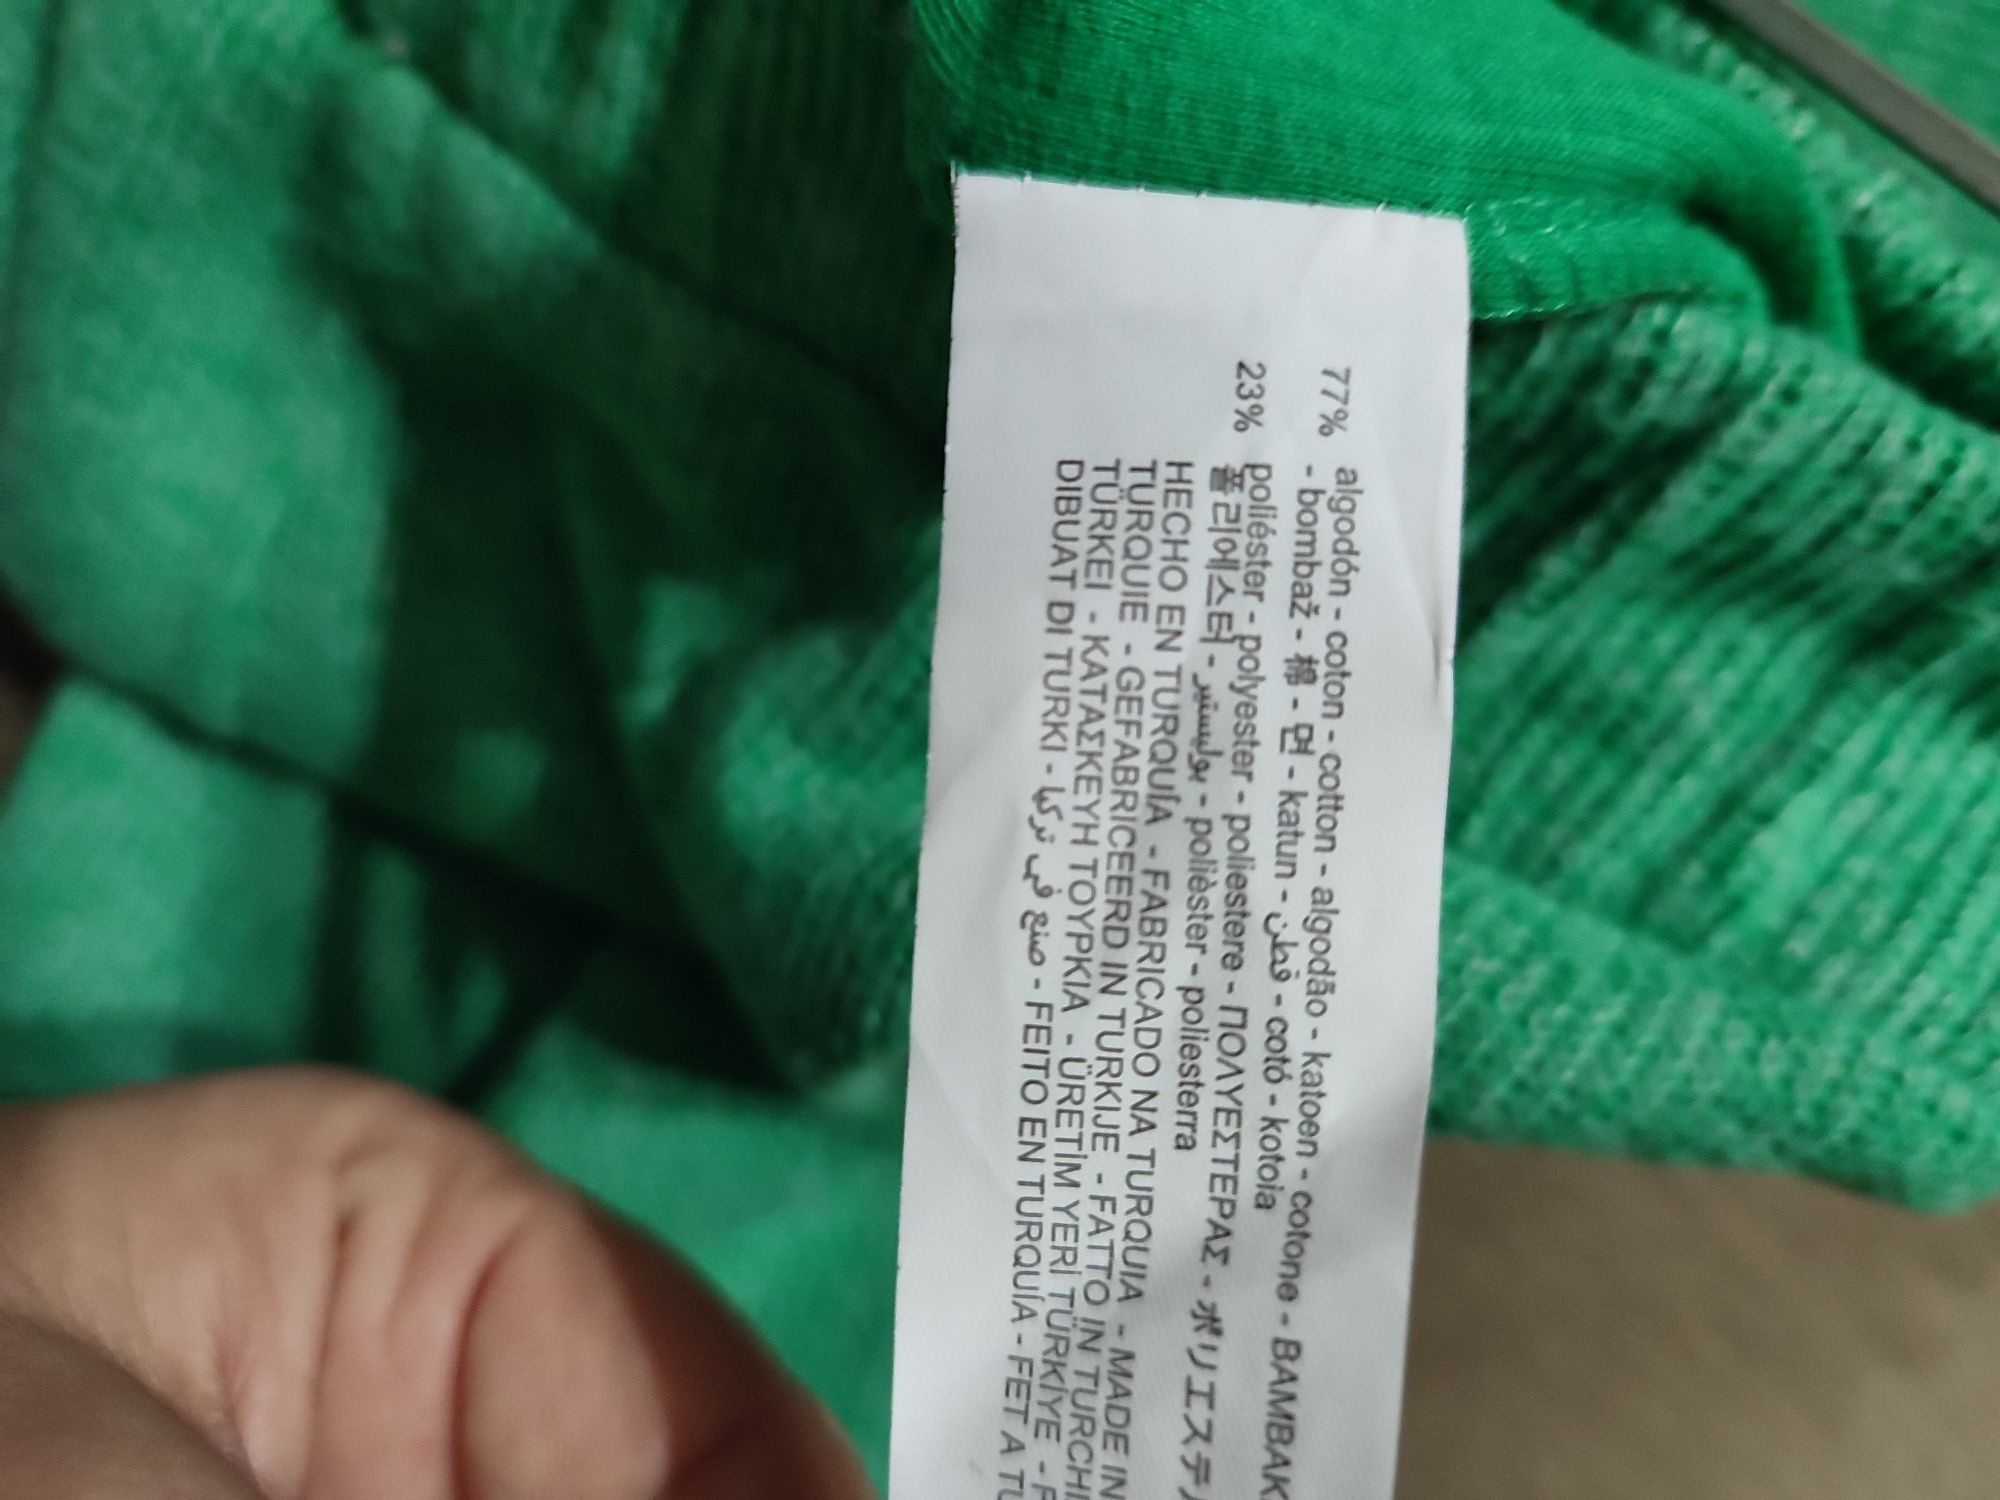 77% algodón - coton - cotton - algodão - katoen - cotone - BAMBAK
- bombaž - 棉 - 면 - katun - قطن - cotó - kotoia
23% poliéster - polyester - poliestere - ΠΟΛΥΕΣΤΕΡΑΣ - ポリエステ
폴리에스터 - بوليستير - polièster - poliesterra
HECHO EN TURQUÍA - FABRICADO NA TURQUIA - MADE IN
TURQUIE - GEFABRICEERD IN TURKIJE - FATTO IN TURCHI
TÜRKEI - ΚΑΤΑΣΚΕΥΗ ΤΟΥΡΚΙΑ - ÜRETİM YERİ TÜRKİYE - F
DIBUAT DI TURKI - صنع في تركيا - FEITO EN TURQUÍA - FET A TU